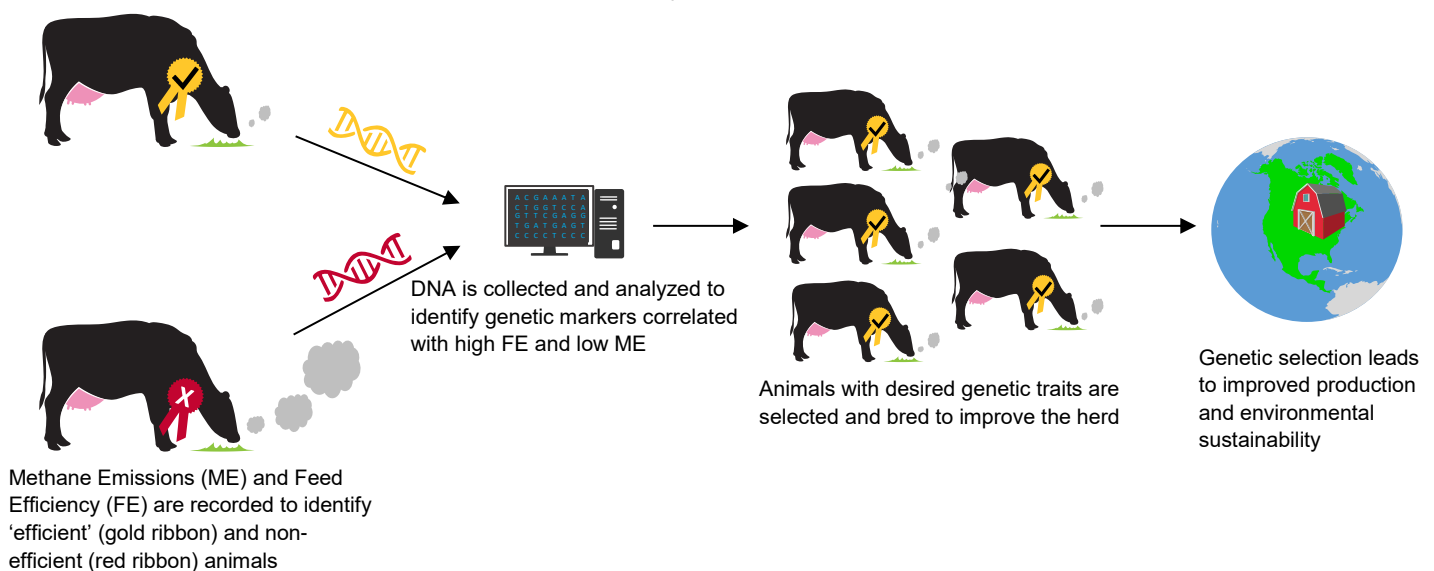 Methane Emissions (ME) and Feed
Efficiency (FE) are recorded to identify
‘efficient’ (gold ribbon) and non-
efficient (red ribbon) animals
ACGAAATA
CTGGTCCA
GTTCGAGG
TGATGAGT
CCCCTCCC
DNA is collected and analyzed to
identify genetic markers correlated
with high FE and low ME
Animals with desired genetic traits are
selected and bred to improve the herd
Genetic selection leads
to improved production
and environmental
sustainability